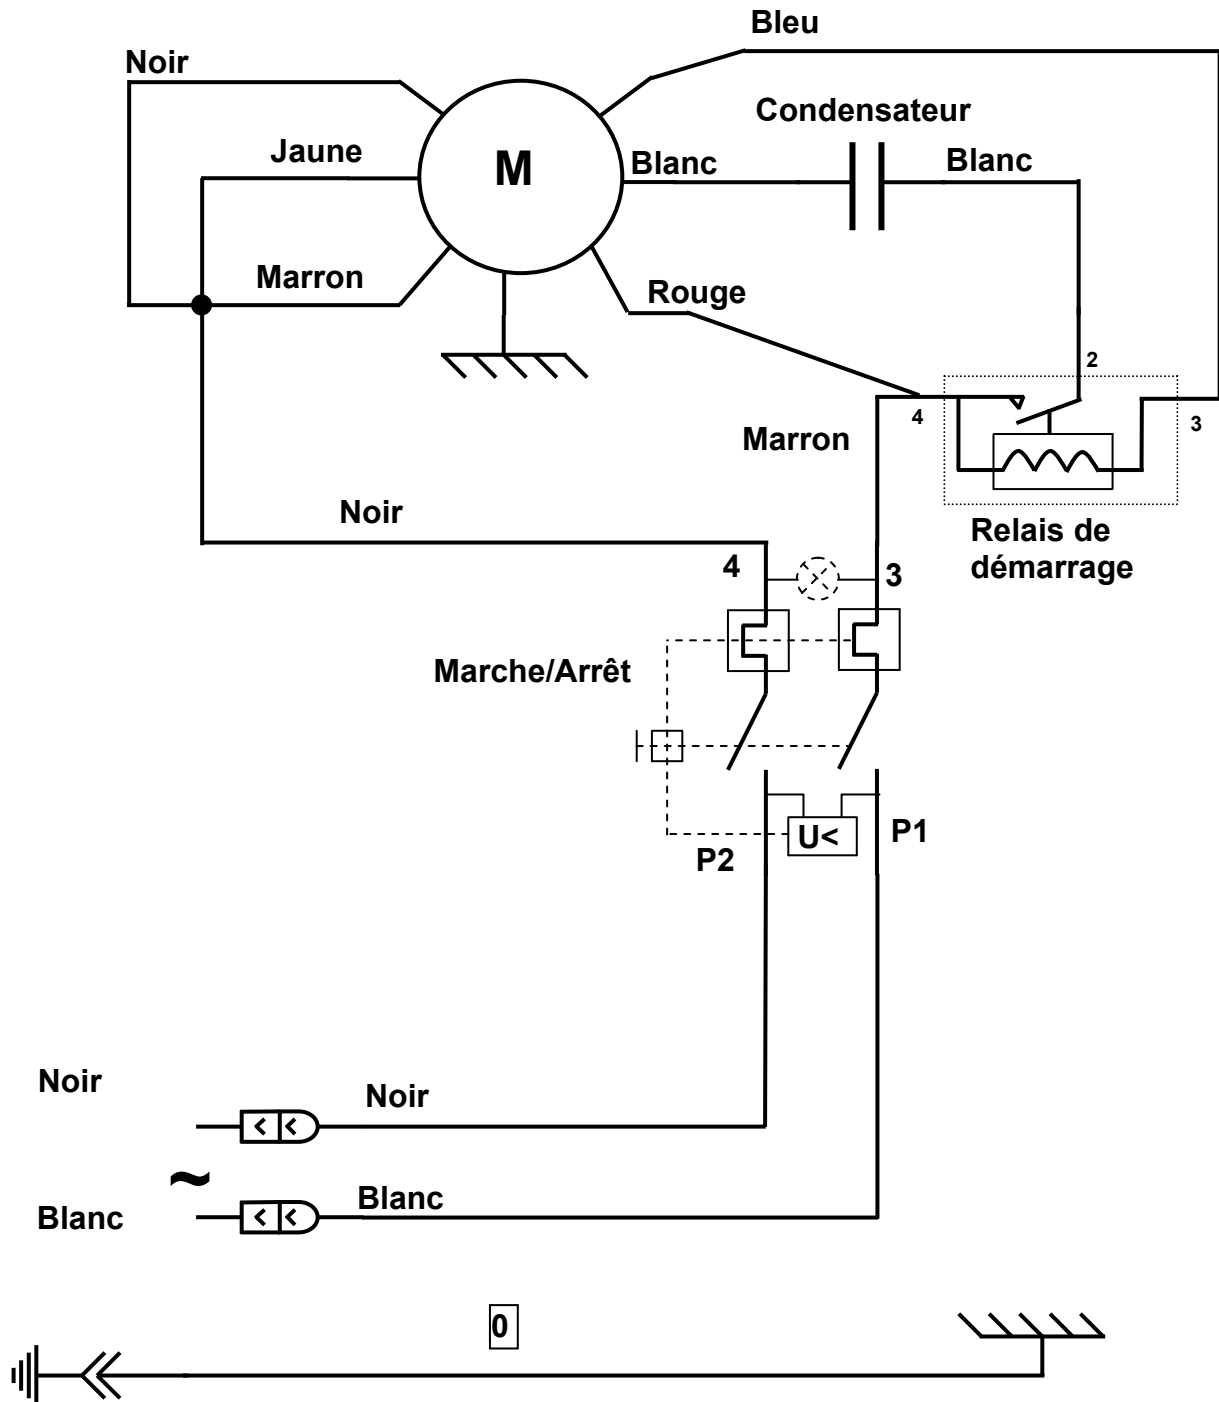 Bleu
Noir
Condensateur
Jaune
M
Blanc
Blanc
Marron
Rouge
2
4
3
Marron
Noir
Relais de
démarrage
4
3
Marche/Arrêt
U<
P1
P2
Noir
Noir
~
Blanc
Blanc
0